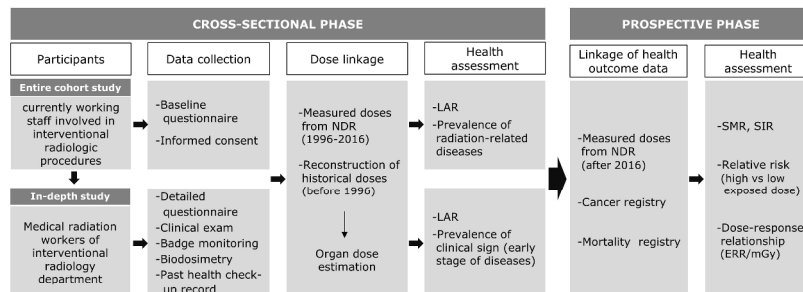 CROSS-SECTIONAL PHASE
PROSPECTIVE PHASE
Participants
Data collection
Dose linkage
Health
assessment
Linkage of health
outcome data
Health
assessment
Entire cohort study
currently working
staff involved in
interventional
radiologic
procedures
-Baseline
questionnaire
-Informed consent
In-depth study
Medical radiation
workers of
interventional
radiology
department
-Detailed
questionnaire
-Clinical exam
-Badge monitoring
-Biodosimetry
-Past health check-
up record
-Measured doses
from NDR
(1996-2016)
-Reconstruction of
historical doses
(before 1996)
Organ dose
estimation
-LAR
-Prevalence of
radiation-related
diseases
-LAR
-Prevalence of
clinical sign (early
stage of diseases)
-Measured doses
from NDR
(after 2016)
-Cancer registry
-Mortality registry
-SMR, SIR
-Relative risk
(high vs low
exposed dose)
-Dose-response
relationship
(ERR/mGy)